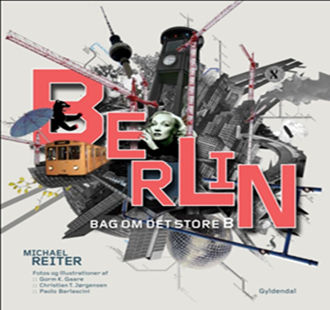 BERLIN
BAG OM DET STORE B
MICHAEL
REITER
Fotos og illustrationer af
:: Gorm K. Gaare
:: Christian T. Jørgensen
:: Paolo Barlascini
Gyldendal